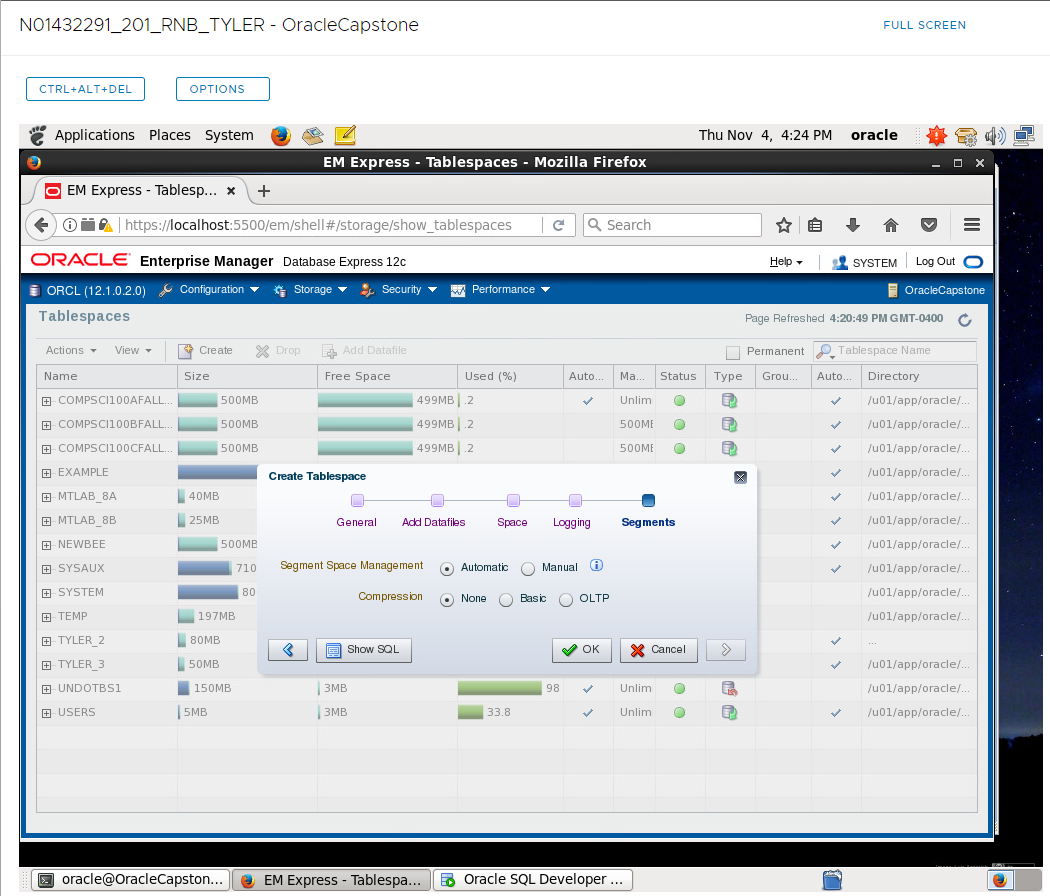 N01432291_201_RNB_TYLER - OracleCapstone
FULL SCREEN
CTRL+ALT+DEL
OPTIONS
Applications Places System
Thu Nov 4, 4:24 PM oracle
EM Express - Tablespaces - Mozilla Firefox
EM Express - Tablesp...
https://localhost:5500/em/shell#/storage/show_tablespaces
Search
ORACLE Enterprise Manager Database Express 12c
Help SYSTEM Log Out
ORCL (12.1.0.2.0) Configuration Storage Security Performance OracleCapstone
Tablespaces
Page Refreshed 4:20:49 PM GMT-0400
Actions View Create Drop Add Datafile Permanent Tablespace Name
Name Size Free Space Used (%) Auto... Ma... Status Type Grou... Auto... Directory
COMPSCI100AFALL... 500MB 499MB .2 Unlim /u01/app/oracle/...
COMPSCI100BFALL... 500MB 499MB .2 500ME /u01/app/oracle/...
COMPSCI100CFALL... 500MB 499MB .2 500ME /u01/app/oracle/...
EXAMPLE /u01/app/oracle/...
MTLAB_8A 40MB /u01/app/oracle/...
MTLAB_8B 25MB /u01/app/oracle/...
NEWBEE 500MB /u01/app/oracle/...
SYSAUX 710 /u01/app/oracle/...
SYSTEM 80 /u01/app/oracle/...
TEMP 197MB /u01/app/oracle/...
TYLER_2 80MB ...
TYLER_3 50MB /u01/app/oracle/...
UNDOTBS1 150MB 3MB 98 Unlim /u01/app/oracle/...
USERS 5MB 3MB 33.8 Unlim /u01/app/oracle/...
Create Tablespace
General Add Datafiles Space Logging Segments
Segment Space Management Automatic Manual
Compression None Basic OLTP
Show SQL OK Cancel
oracle@OracleCapston... EM Express - Tablespa... Oracle SQL Developer ...